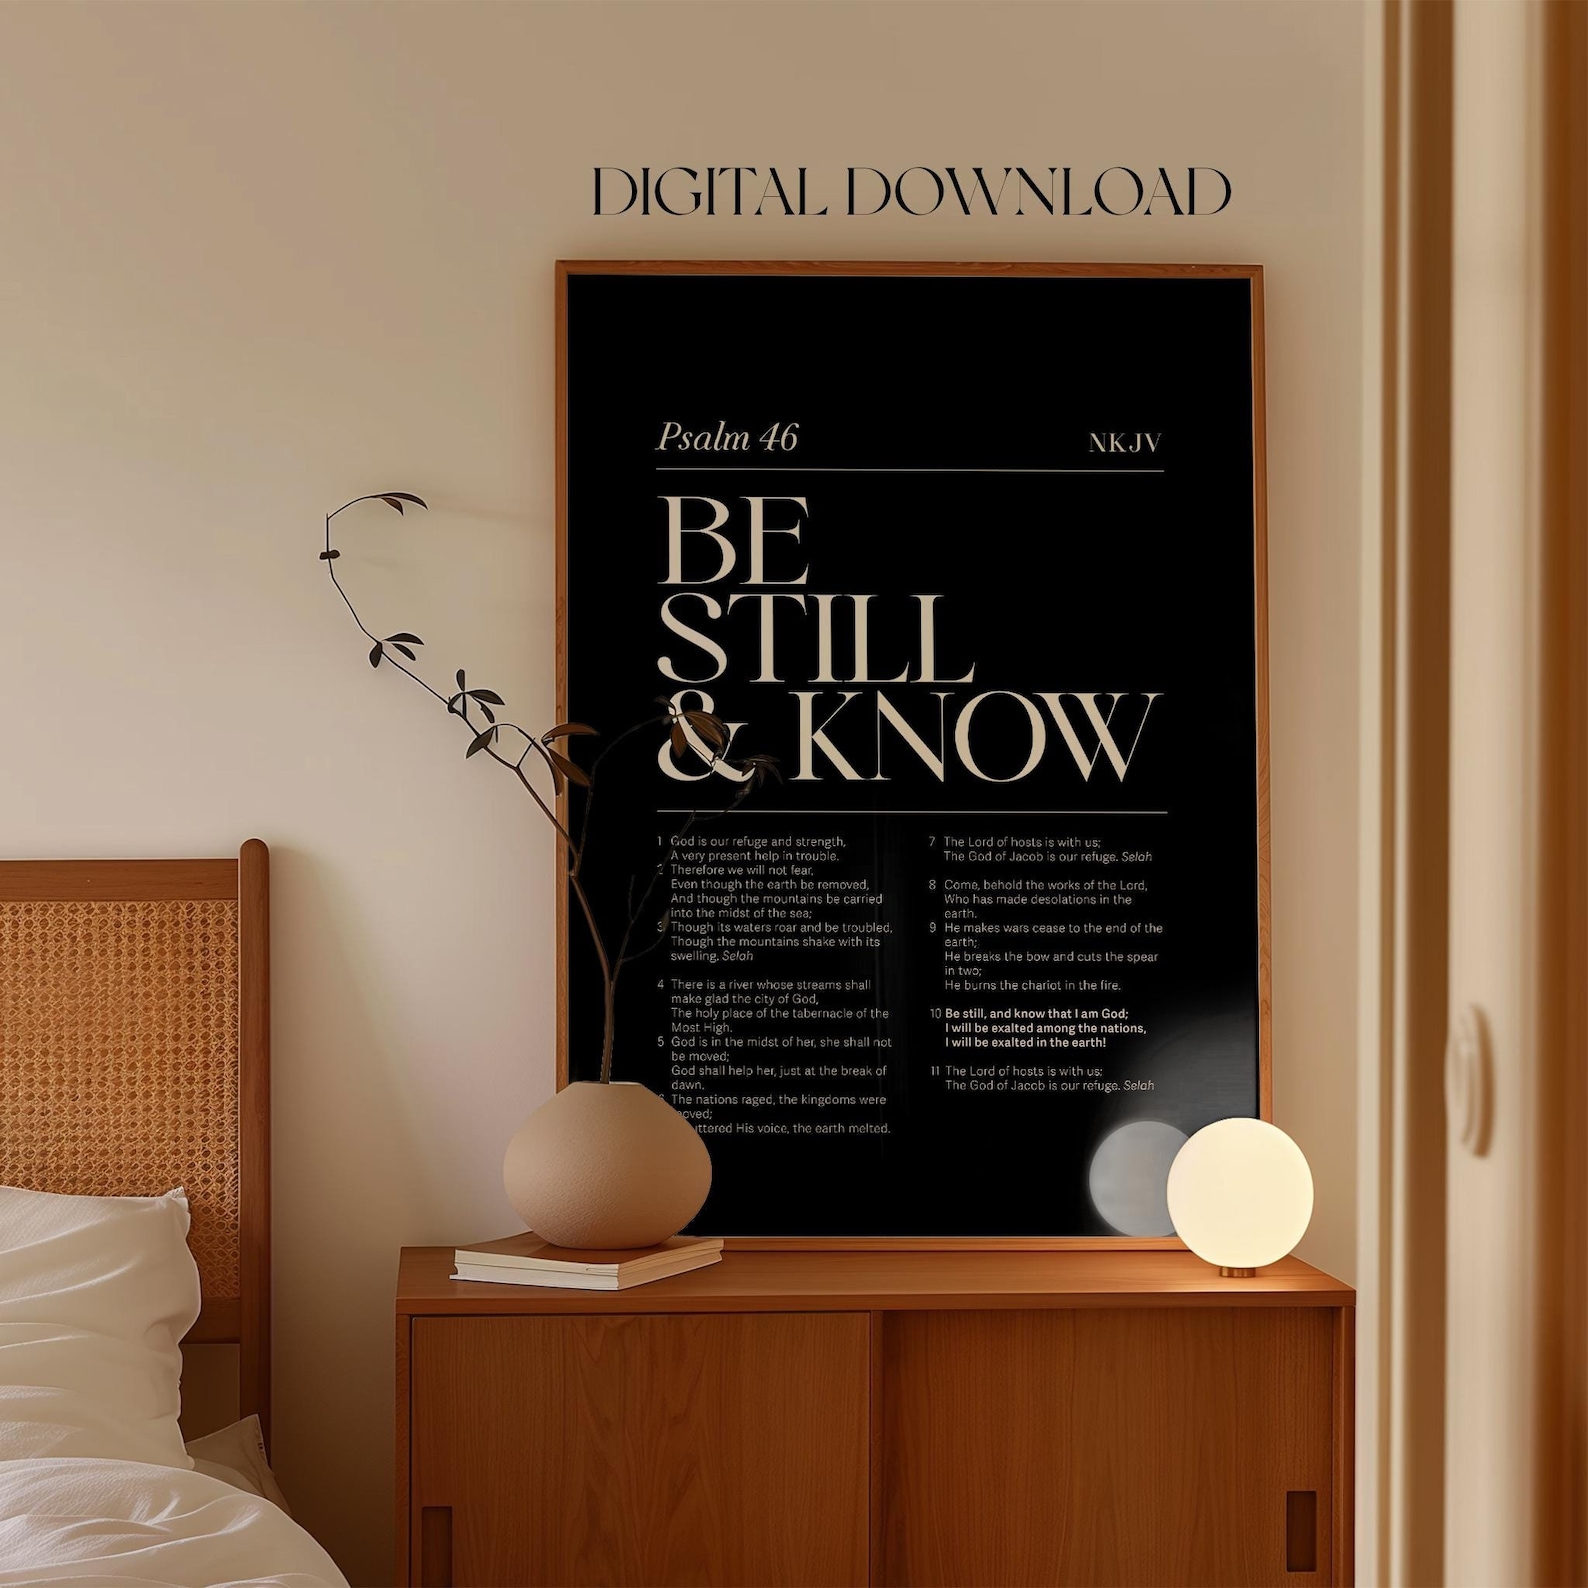 DIGITAL DOWNLOAD
Psalm 46 NKJV
BE
STILL
& KNOW
1 God is our refuge and strength,
A very present help in trouble.
2 Therefore we will not fear,
Even though the earth be removed,
And though the mountains be carried
into the midst of the sea;
3 Though its waters roar and be troubled,
Though the mountains shake with its
swelling. Selah
4 There is a river whose streams shall
make glad the city of God,
The holy place of the tabernacle of the
Most High.
5 God is in the midst of her, she shall not
be moved;
God shall help her, just at the break of
dawn.
The nations raged, the kingdoms were
His voice, the earth melted.
7 The Lord of hosts is with us;
The God of Jacob is our refuge. Selah
8 Come, behold the works of the Lord,
Who has made desolations in the
earth.
9 He makes wars cease to the end of the
earth;
He breaks the bow and cuts the spear
in two;
He burns the chariot in the fire.
10 Be still, and know that I am God;
I will be exalted among the nations,
I will be exalted in the earth!
11 The Lord of hosts is with us;
The God of Jacob is our refuge. Selah